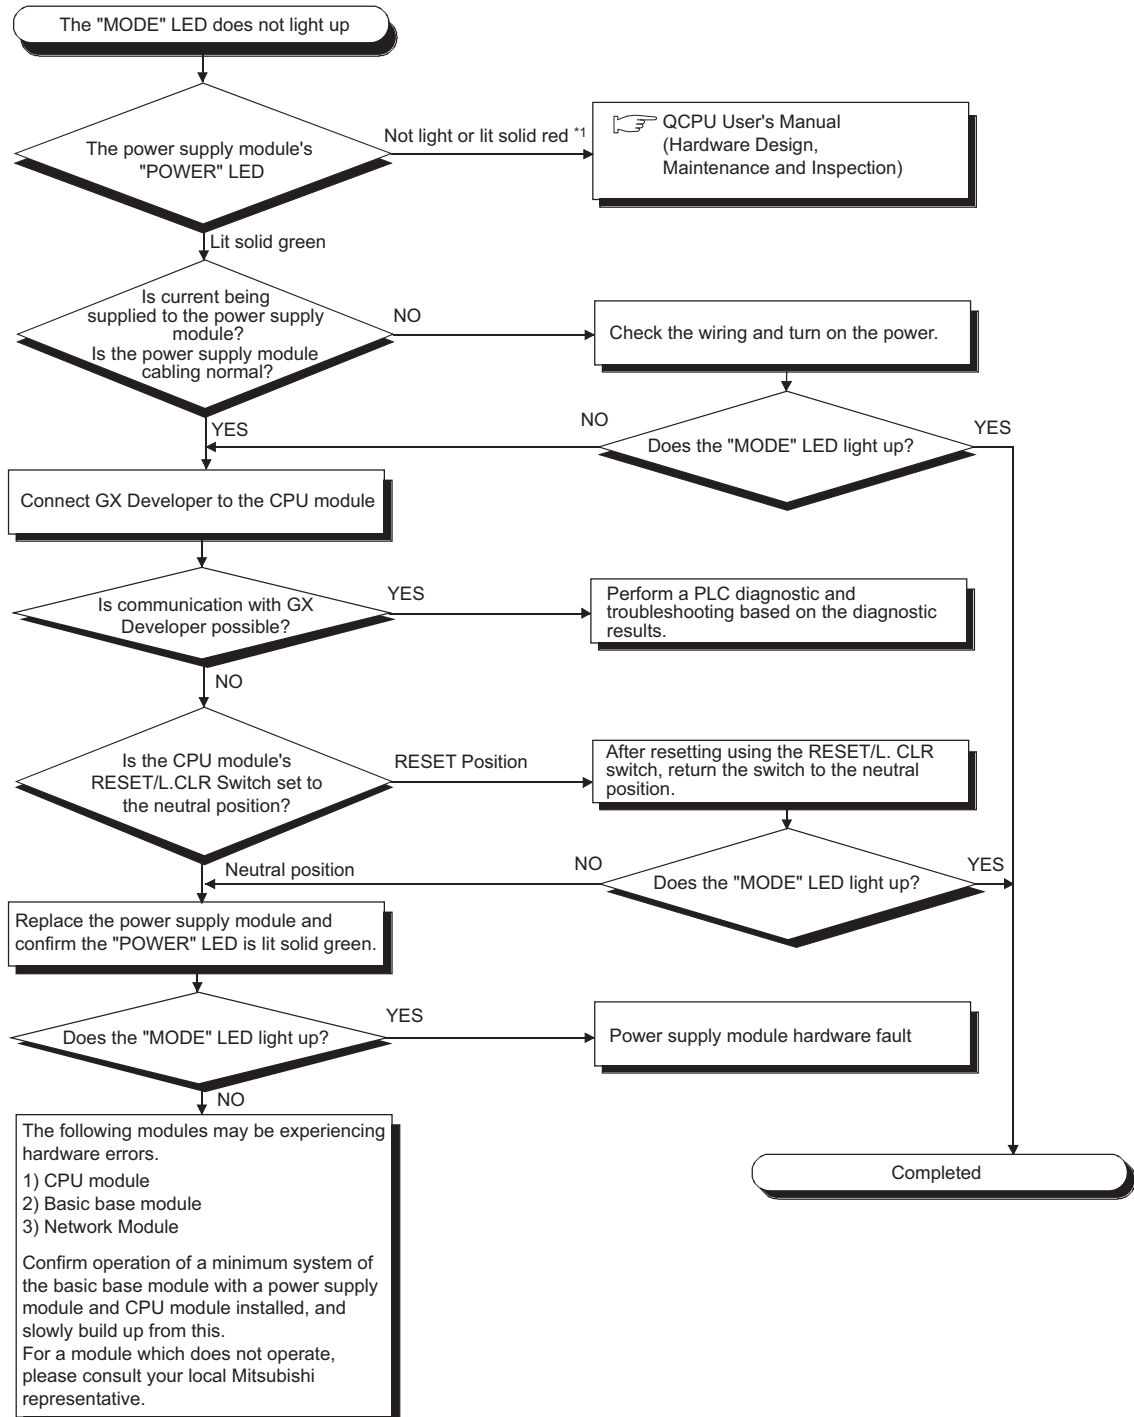 The "MODE" LED does not light up
The power supply module's
"POWER" LED
Not light or lit solid red *1
QCPU User's Manual
(Hardware Design,
Maintenance and Inspection)
Lit solid green
Is current being
supplied to the power supply
module?
Is the power supply module
cabling normal?
NO
Check the wiring and turn on the power.
YES
NO
Does the "MODE" LED light up?
YES
Connect GX Developer to the CPU module
Is communication with GX
Developer possible?
YES
Perform a PLC diagnostic and
troubleshooting based on the diagnostic
results.
NO
Is the CPU module's
RESET/L.CLR Switch set to
the neutral position?
RESET Position
After resetting using the RESET/L. CLR
switch, return the switch to the neutral
position.
Neutral position
NO
Does the "MODE" LED light up?
YES
Replace the power supply module and
confirm the "POWER" LED is lit solid green.
Does the "MODE" LED light up?
YES
Power supply module hardware fault
NO
The following modules may be experiencing
hardware errors.
1) CPU module
2) Basic base module
3) Network Module
Confirm operation of a minimum system of
the basic base module with a power supply
module and CPU module installed, and
slowly build up from this.
For a module which does not operate,
please consult your local Mitsubishi
representative.
Completed